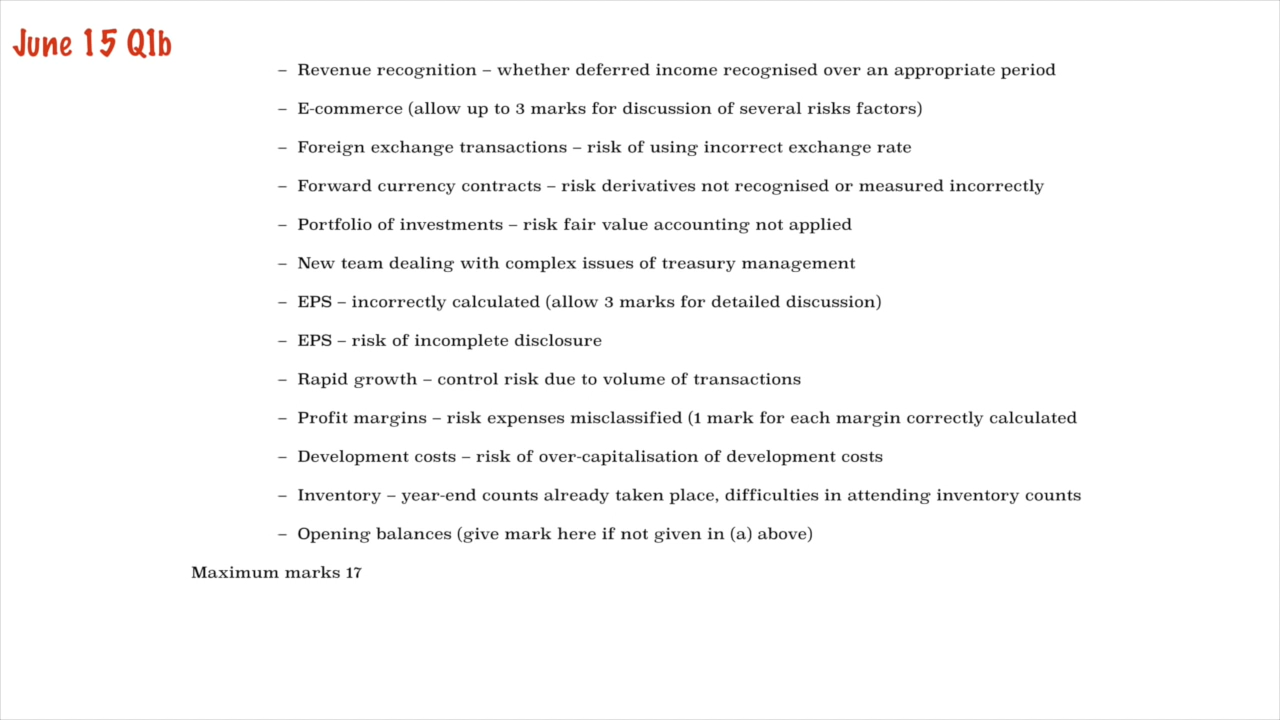 June 15 Q1b
– Revenue recognition – whether deferred income recognised over an appropriate period
– E-commerce (allow up to 3 marks for discussion of several risks factors)
– Foreign exchange transactions – risk of using incorrect exchange rate
– Forward currency contracts – risk derivatives not recognised or measured incorrectly
– Portfolio of investments – risk fair value accounting not applied
– New team dealing with complex issues of treasury management
– EPS – incorrectly calculated (allow 3 marks for detailed discussion)
– EPS – risk of incomplete disclosure
– Rapid growth – control risk due to volume of transactions
– Profit margins – risk expenses misclassified (1 mark for each margin correctly calculated
– Development costs – risk of over-capitalisation of development costs
– Inventory – year-end counts already taken place, difficulties in attending inventory counts
– Opening balances (give mark here if not given in (a) above)
Maximum marks 17